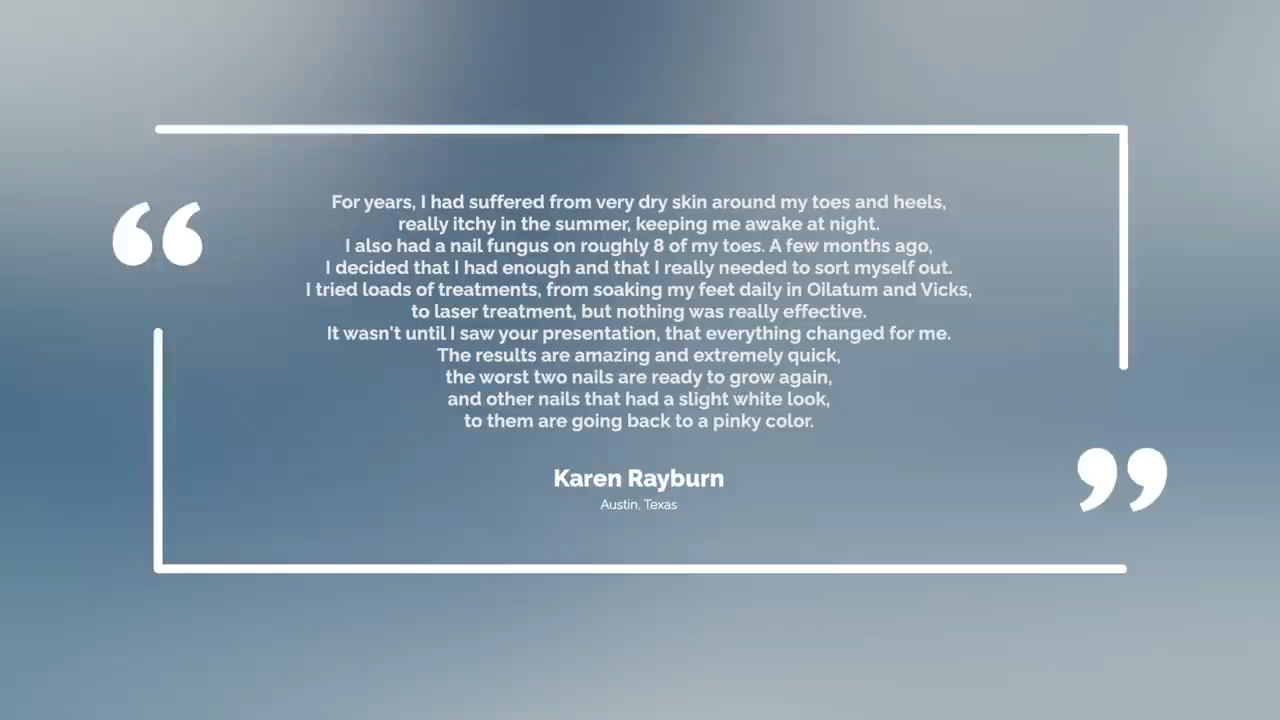 For years, I had suffered from very dry skin around my toes and heels,
really itchy in the summer, keeping me awake at night.
I also had a nail fungus on roughly 8 of my toes. A few months ago,
I decided that I had enough and that I really needed to sort myself out.
I tried loads of treatments, from soaking my feet daily in Oilatum and Vicks,
to laser treatment, but nothing was really effective.
It wasn't until I saw your presentation, that everything changed for me.
The results are amazing and extremely quick,
the worst two nails are ready to grow again,
and other nails that had a slight white look,
to them are going back to a pinky color.
Karen Rayburn
Austin, Texas